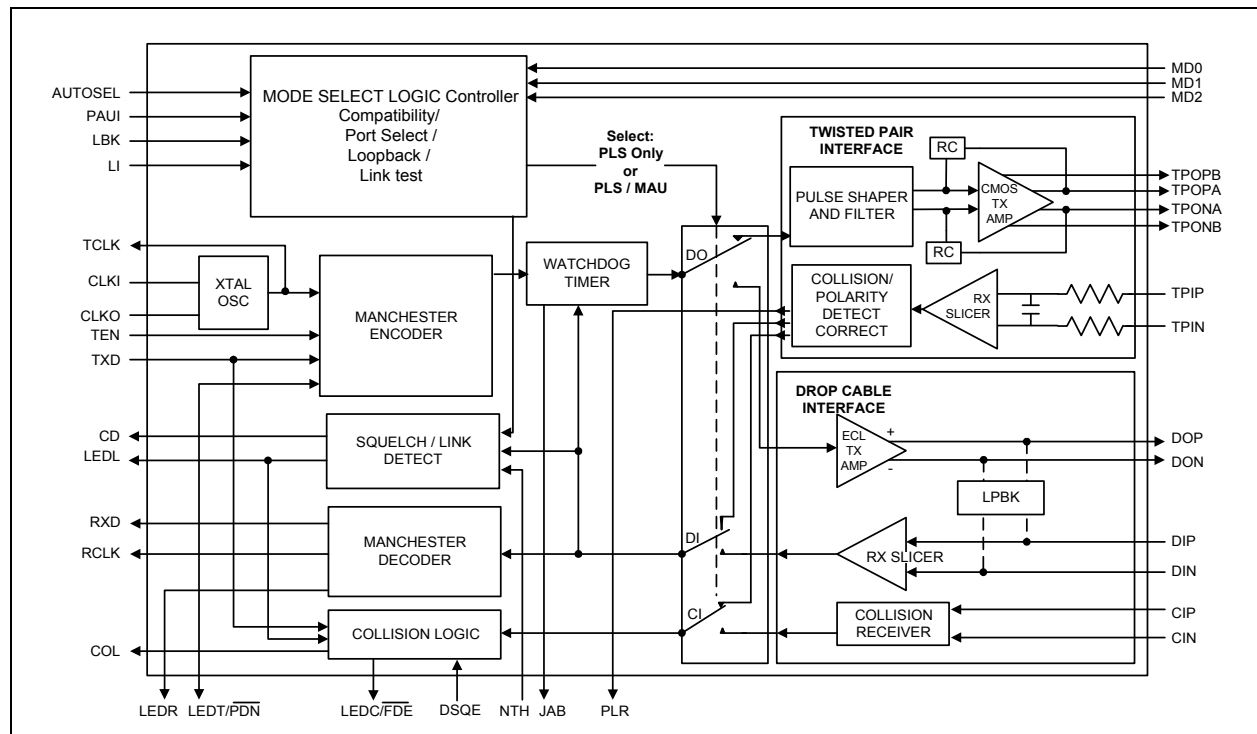 AUTOSEL
PAUI
LBK
LI
TCLK
CLKI
CLKO
TEN
TXD
CD
LEDL
RXD
RCLK
COL
MODE SELECT LOGIC Controller
Compatibility/
Port Select /
Loopback /
Link test
XTAL
OSC
MANCHESTER
ENCODER
WATCHDOG
TIMER
SQUELCH / LINK
DETECT
MANCHESTER
DECODER
COLLISION LOGIC
Select:
PLS Only
or
PLS / MAU
DO
DI
CI
TWISTED PAIR
INTERFACE
PULSE SHAPER
AND FILTER
RC
CMOS
TX
AMP
RC
COLLISION/
POLARITY
DETECT
CORRECT
RX
SLICER
DROP CABLE
INTERFACE
ECL
TX
AMP
+
-
LPBK
RX SLICER
COLLISION
RECEIVER
MD0
MD1
MD2
TPOPB
TPOPA
TPONA
TPONB
TPIP
TPIN
DOP
DON
DIP
DIN
CIP
CIN
LEDR
LEDT/PDN
LEDC/FDE
DSQE
NTH
JAB
PLR